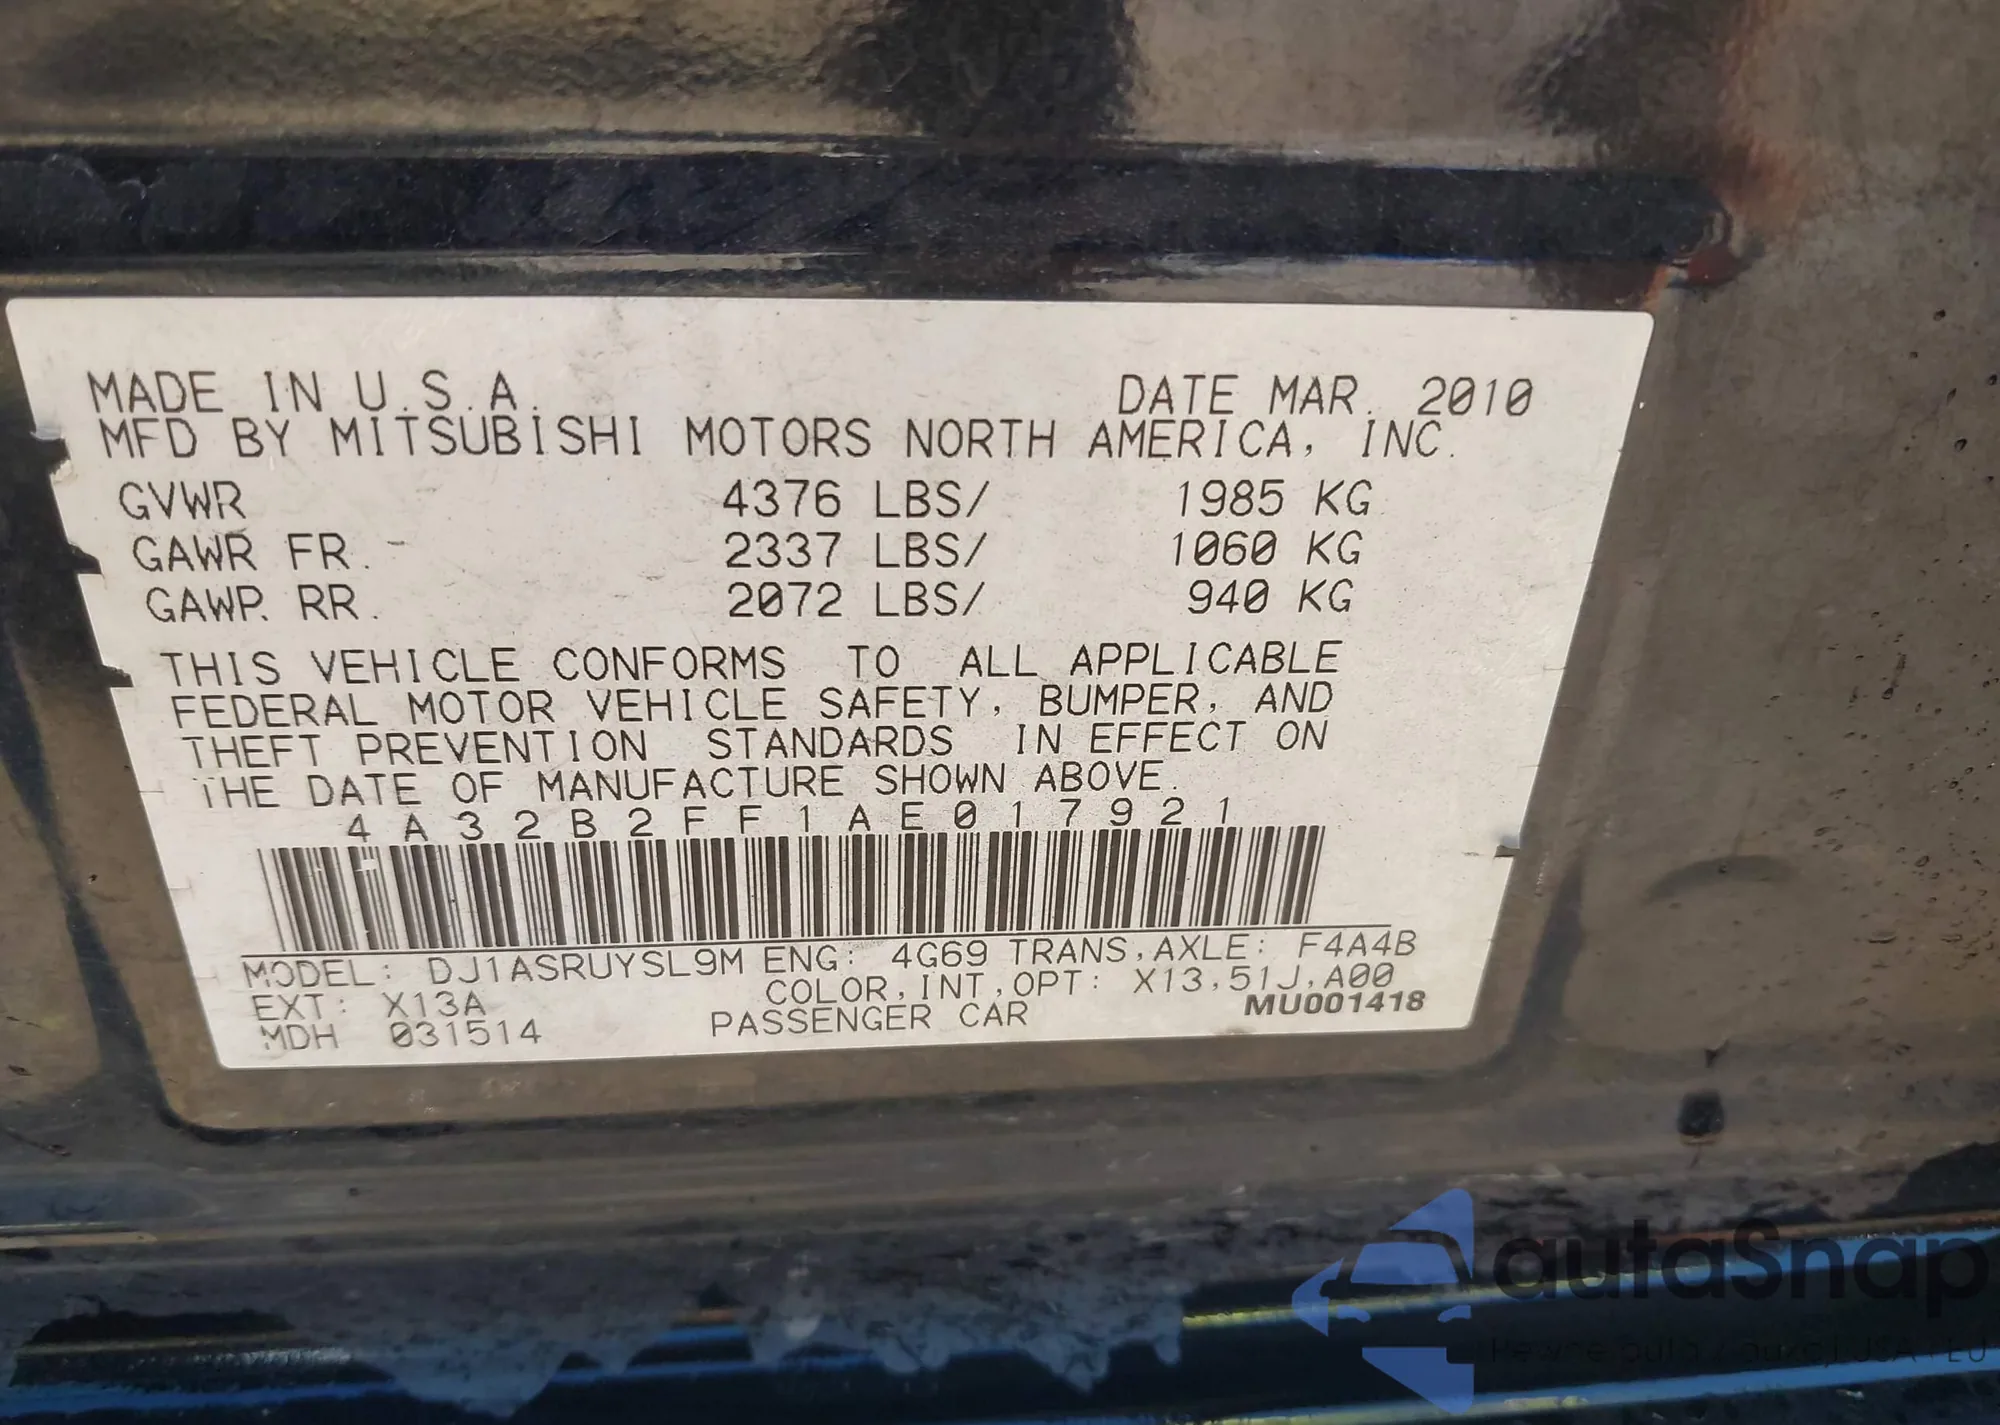 MADE IN U.S.A. DATE MAR. 2010
MFD BY MITSUBISHI MOTORS NORTH AMERICA, INC.
GVWR 4376 LBS/ 1985 KG
GAWR FR. 2337 LBS/ 1060 KG
GAWR RR. 2072 LBS/ 940 KG
THIS VEHICLE CONFORMS TO ALL APPLICABLE
FEDERAL MOTOR VEHICLE SAFETY, BUMPER, AND
THEFT PREVENTION STANDARDS IN EFFECT ON
THE DATE OF MANUFACTURE SHOWN ABOVE.
4A32B2FF1AE017921
MODEL: DJ1ASRUYSL9M ENG: 4G69 TRANS,AXLE: F4A4B
EXT: X13A COLOR,INT,OPT: X13,51J,A00
MDH 031514 PASSENGER CAR MU001418
autaSnap